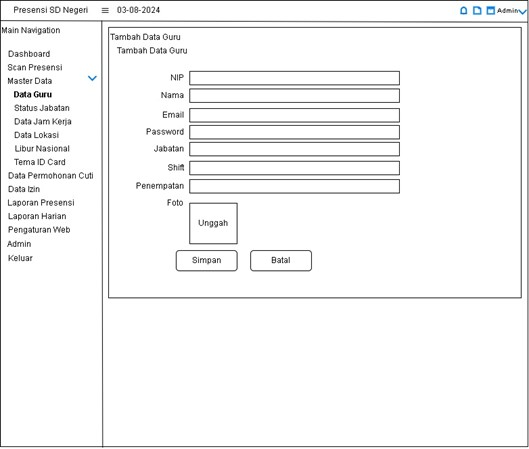 Presensi SD Negeri
03-08-2024
Admin
Main Navigation
Dashboard
Scan Presensi
Master Data
Data Guru
Status Jabatan
Data Jam Kerja
Data Lokasi
Libur Nasional
Tema ID Card
Data Permohonan Cuti
Data Izin
Laporan Presensi
Laporan Harian
Pengaturan Web
Admin
Keluar
Tambah Data Guru
Tambah Data Guru
NIP
Nama
Email
Password
Jabatan
Shift
Penempatan
Foto
Unggah
Simpan
Batal